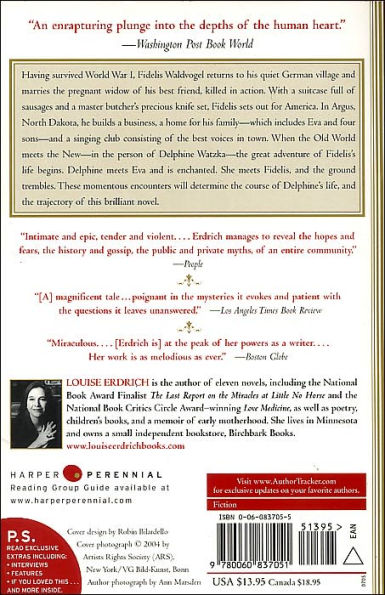 "An enrapturing plunge into the depths of the human heart."
—Washington Post Book World
Having survived World War I, Fidelis Waldvogel returns to his quiet German village and
marries the pregnant widow of his best friend, killed in action. With a suitcase full of
sausages and a master butcher's precious knife set, Fidelis sets out for America. In Argus,
North Dakota, he builds a business, a home for his family—which includes Eva and four
sons—and a singing club consisting of the best voices in town. When the Old World
meets the New—in the person of Delphine Watzka—the great adventure of Fidelis's
life begins. Delphine meets Eva and is enchanted. She meets Fidelis, and the ground
trembles. These momentous encounters will determine the course of Delphine's life, and
the trajectory of this brilliant novel.
"Intimate and epic, tender and violent. . . . Erdrich manages to reveal the hopes and
fears, the history and gossip, the public and private myths, of an entire community."
—People
"[A] magnificent tale . . . poignant in the mysteries it evokes and patient with
the questions it leaves unanswered." —Los Angeles Times Book Review
"Miraculous. . . . [Erdrich is] at the peak of her powers as a writer. . . .
Her work is as melodious as ever." —Boston Globe
LOUISE ERDRICH is the author of eleven novels, including the National
Book Award Finalist The Last Report on the Miracles at Little No Horse and the
National Book Critics Circle Award–winning Love Medicine, as well as poetry,
children's books, and a memoir of early motherhood. She lives in Minnesota
and owns a small independent bookstore, Birchbark Books.
www.louiseerdrichbooks.com
HARPER PERENNIAL
Reading Group Guide available at
www.harperperennial.com
Visit www.AuthorTracker.com
for exclusive updates on your favorite authors.
Fiction
P.S.
READ EXCLUSIVE
EXTRAS INCLUDING:
• INTERVIEWS
• FEATURES
• IF YOU LOVED THIS . . .
AND MORE INSIDE.
Cover design by Robin Bilardello
Cover photograph © 2004 by
Artists Rights Society (ARS),
New York/VG Bild-Kunst, Bonn
Author photograph by Ann Marsden
ISBN 0-06-083705-5
51395
EAN
9 780060 837051
USA $13.95 Canada $18.95
0705